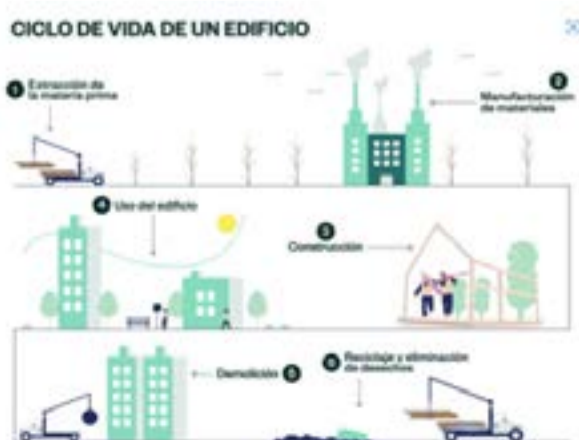 CICLO DE VIDA DE UN EDIFICIO
1 Extracción de
la matéria prima
2
Manufacturación
de materiales
4 Uso del edificio
3
Construcción
Demolición 5
6 Reciclaje y eliminación
de desechos